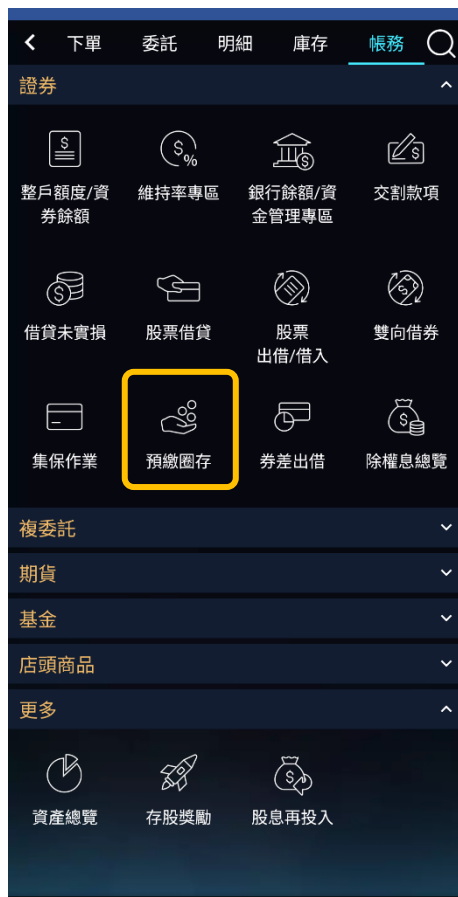 下單 委託 明細 庫存 帳務
證券
整戶額度/資 維持率專區 銀行餘額/資 交割款項
券餘額 金管理專區
借貸未實損 股票借貸 股票 雙向借券
出借/借入
集保作業 預繳圈存 券差出借 除權息總覽
複委託
期貨
基金
店頭商品
更多
資產總覽 存股獎勵 股息再投入